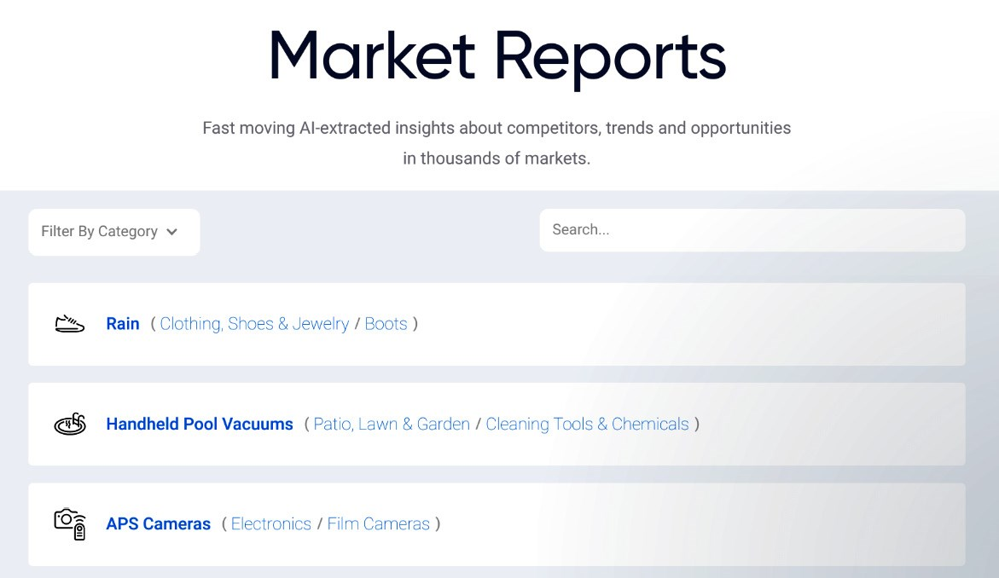 Market Reports
Fast moving AI-extracted insights about competitors, trends and opportunities
in thousands of markets.
Filter By Category
Search...
Rain ( Clothing, Shoes & Jewelry / Boots )
Handheld Pool Vacuums ( Patio, Lawn & Garden / Cleaning Tools & Chemicals )
APS Cameras ( Electronics / Film Cameras )